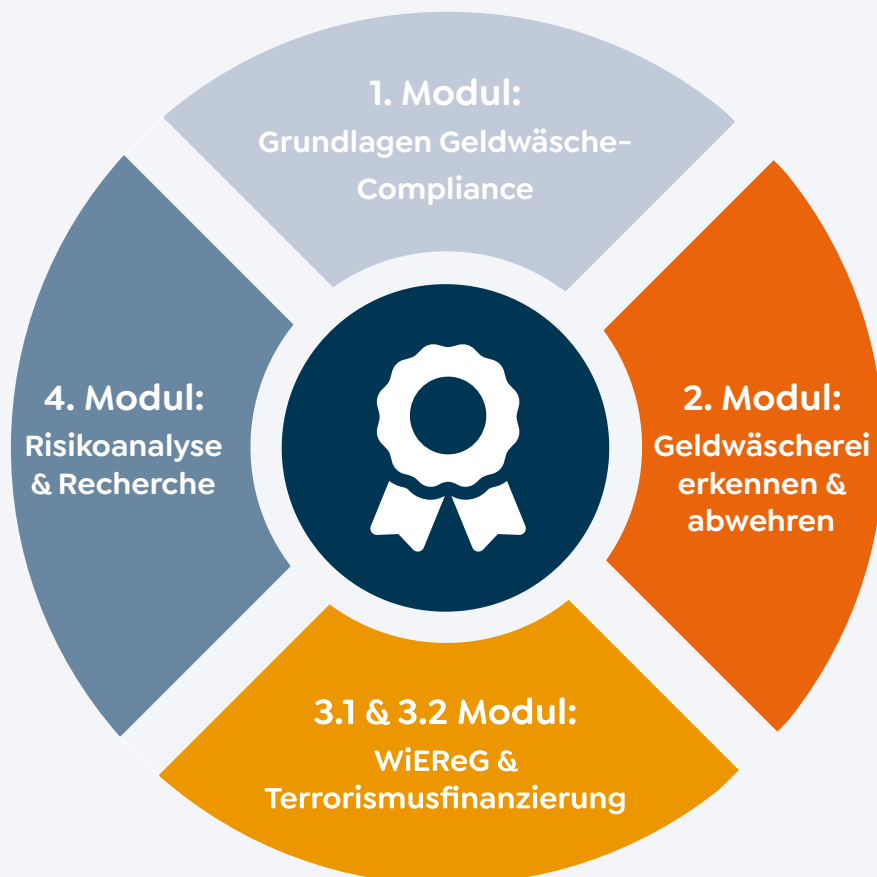 1. Modul:
Grundlagen Geldwäsche-
Compliance
2. Modul:
Geldwäscherei
erkennen &
abwehren
3.1 & 3.2 Modul:
WiEReG &
Terrorismusfinanzierung
4. Modul:
Risikoanalyse
& Recherche